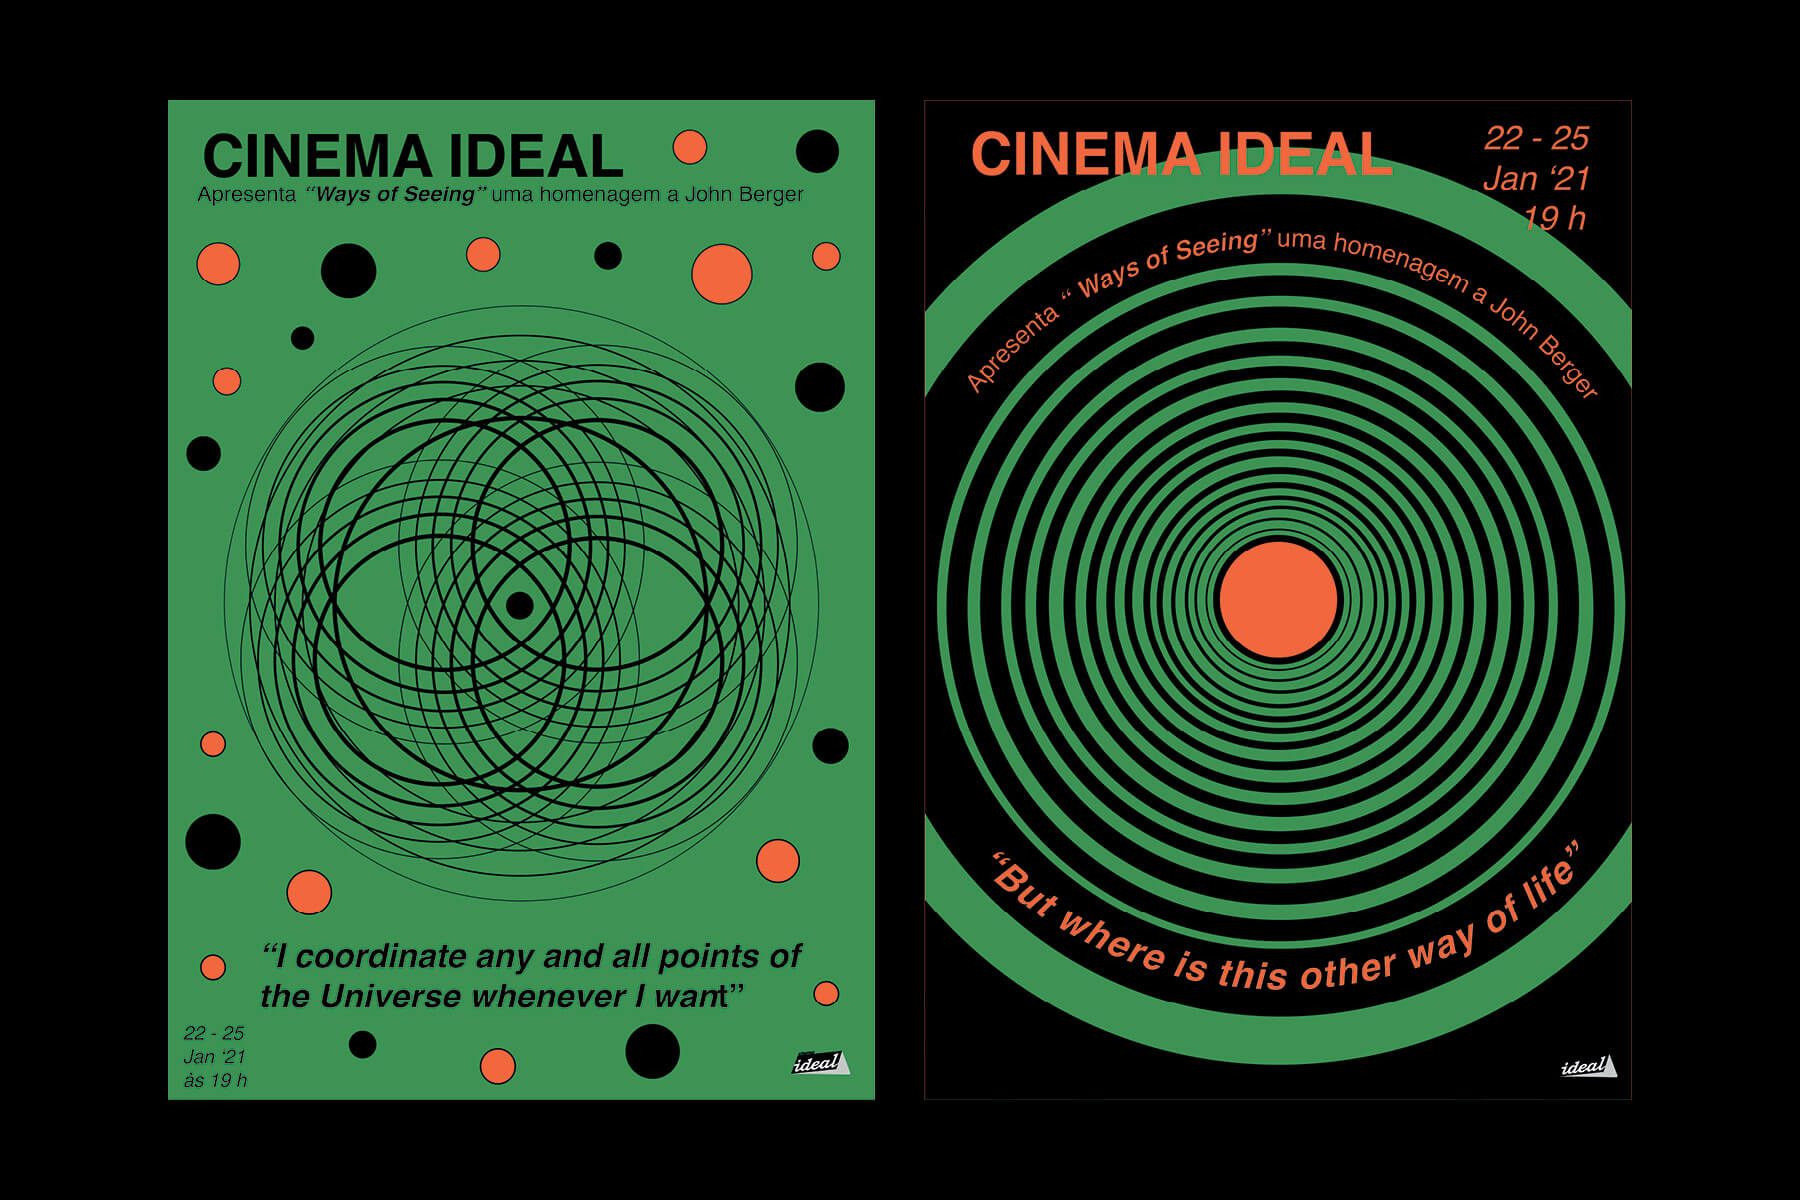 CINEMA IDEAL
Apresenta “Ways of Seeing” uma homenagem a John Berger
“I coordinate any and all points of
the Universe whenever I want”
22 - 25
Jan ‘21
às 19 h
ideal
CINEMA IDEAL
22 - 25
Jan ‘21
19 h
Apresenta “ Ways of Seeing” uma homenagem a John Berger
“But where is this other way of life”
ideal